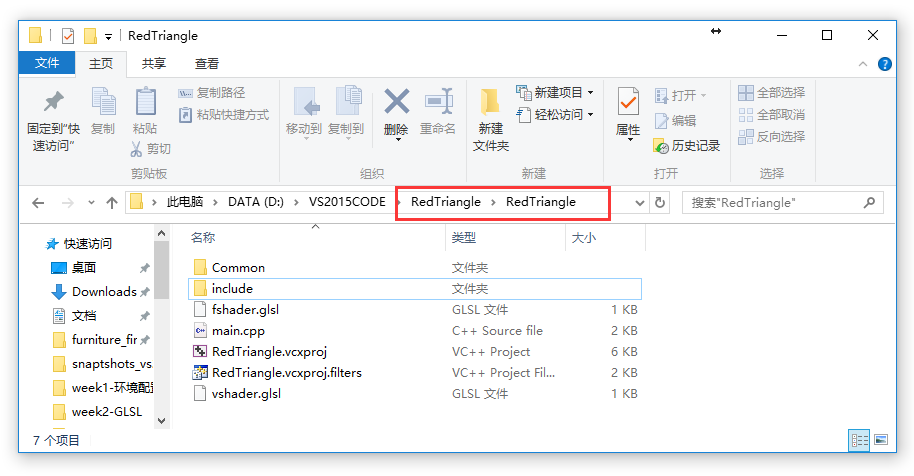 RedTriangle
文件 主页 共享 查看
固定到"快速访问" 复制 粘贴 复制路径 粘贴快捷方式 剪切 移动到 复制到 删除 重命名 新建文件夹 新建项目 轻松访问 属性 打开 编辑 历史记录 全部选择 全部取消 反向选择
剪贴板 组织 新建 打开 选择
此电脑 DATA (D:) VS2015CODE RedTriangle RedTriangle 搜索"RedTriangle"
快速访问
桌面
Downloads
文档
furniture_fir
snaptshots_vs
week1-环境配置
week2-GLSL
名称 类型 大小
Common 文件夹
include 文件夹
fshader.glsl GLSL 文件 1 KB
main.cpp C++ Source file 2 KB
RedTriangle.vcxproj VC++ Project 6 KB
RedTriangle.vcxproj.filters VC++ Project Fil... 2 KB
vshader.glsl GLSL 文件 1 KB
7 个项目